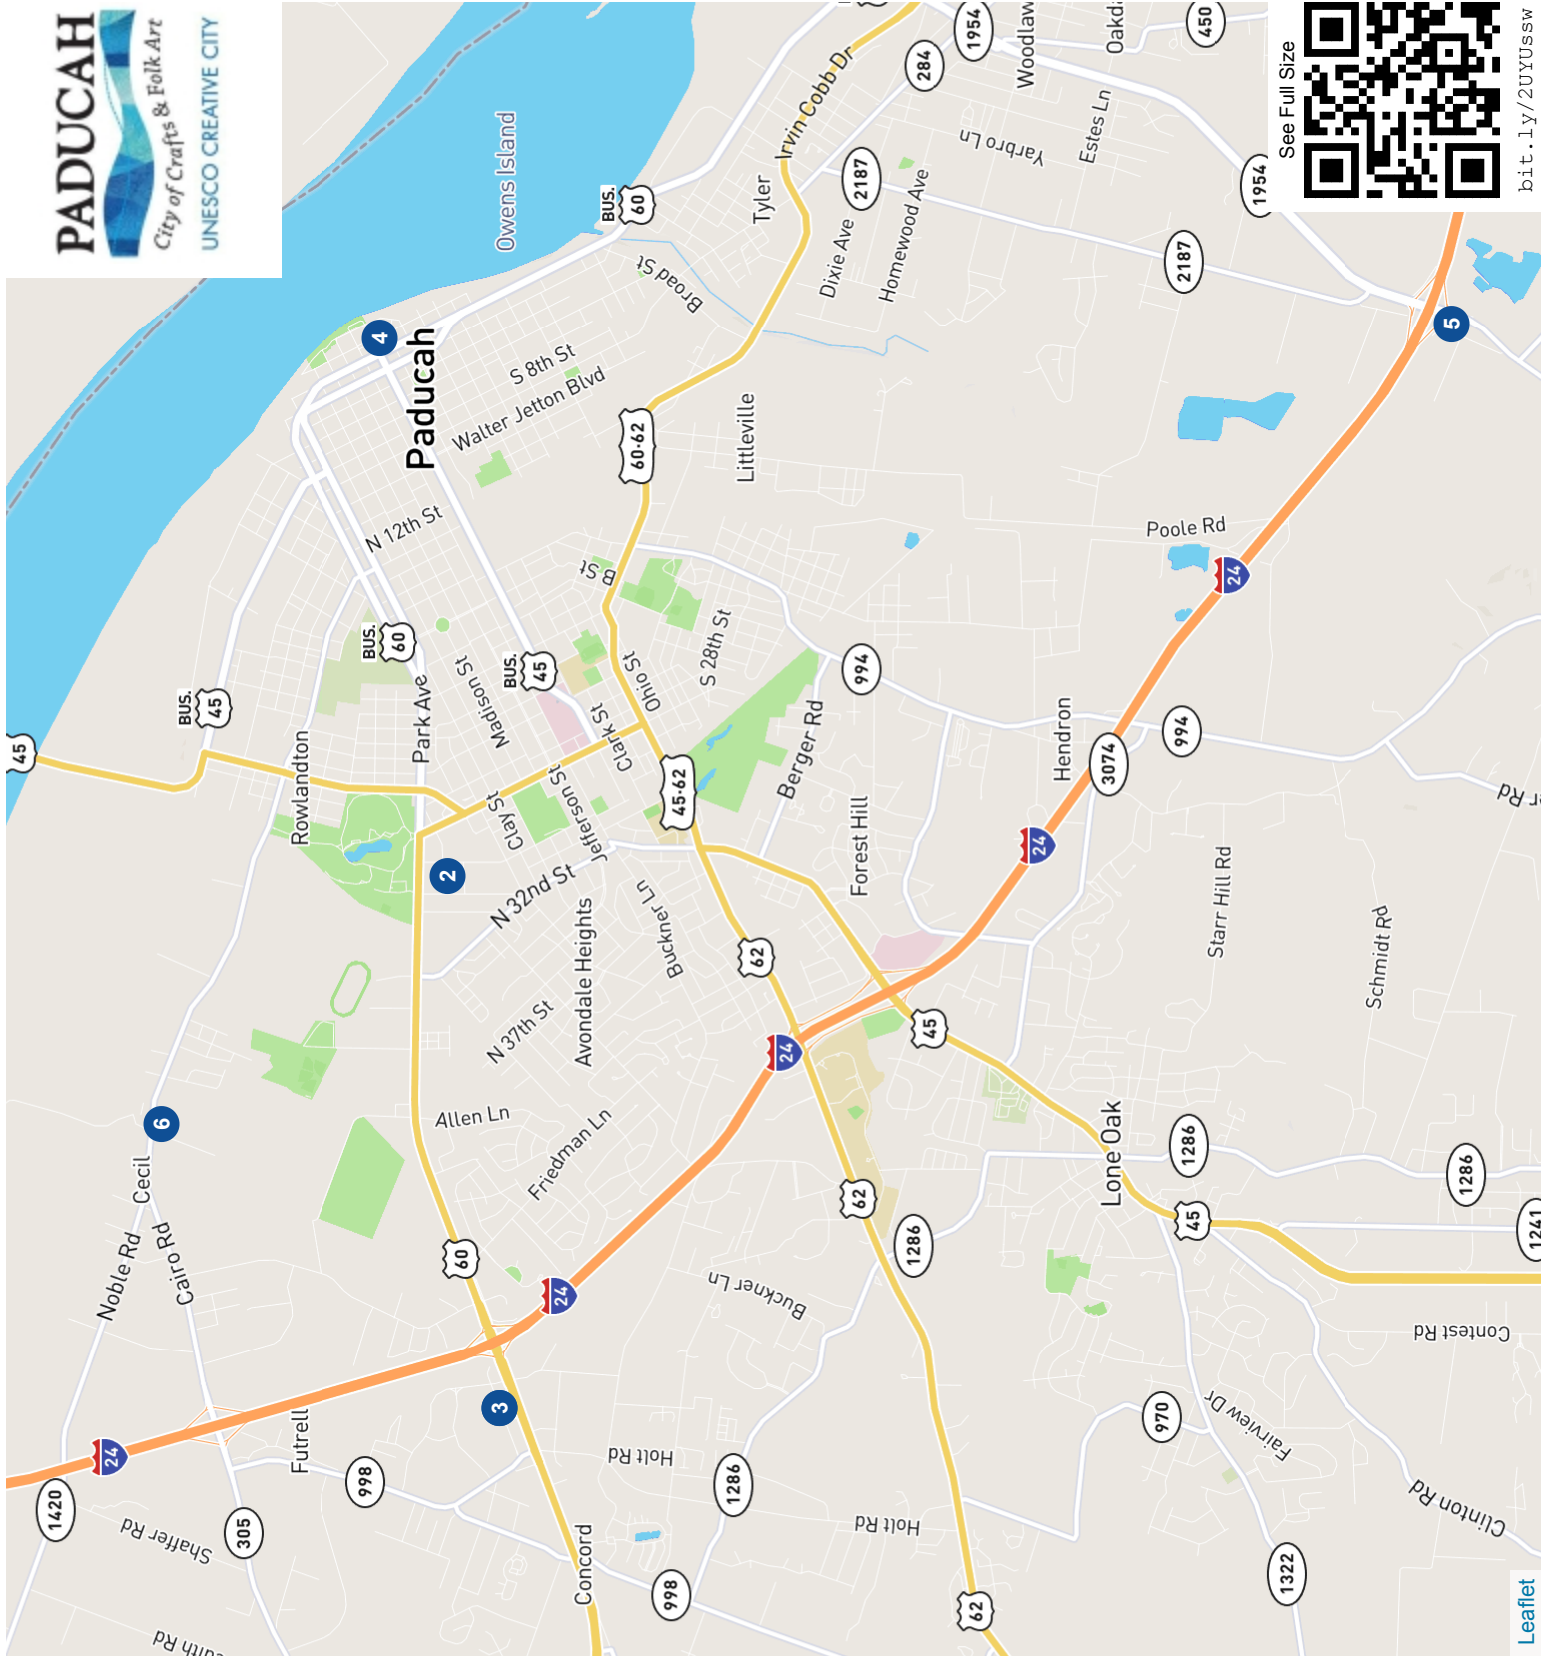 PADUCAH
City of Crafts & Folk Art
UNESCO CREATIVE CITY
See Full Size
bit.ly/2UYUssw
Owens Island
Paducah
4
BUS.
60
Broad St
Tyler
Irvin Cobb Dr
284
1954
Woodlaw
Oakda
450
Yarbro Ln
Estes Ln
2187
Dixie Ave
Homewood Ave
1954
2187
5
S 8th St
Walter Jetton Blvd
60-62
Littleville
N 12th St
B St
Poole Rd
24
45
BUS.
45
BUS.
60
BUS.
45
Rowlandton
Park Ave
Madison St
Clark St
Ohio St
S 28th St
994
Berger Rd
Hendron
3074
994
er Rd
Clay St
Jefferson St
45-62
2
N 32nd St
Avondale Heights
Buckner Ln
Forest Hill
24
Starr Hill Rd
Schmidt Rd
62
N 37th St
24
45
Allen Ln
Friedman Ln
6
Cecil
Noble Rd
Cairo Rd
60
24
62
1286
Lone Oak
1286
1286
45
1241
Buckner Ln
Contest Rd
3
Futrell
24
1420
998
305
Shaffer Rd
Holt Rd
1286
Holt Rd
970
Fairview Dr
Clinton Rd
Concord
998
62
1322
Leaflet